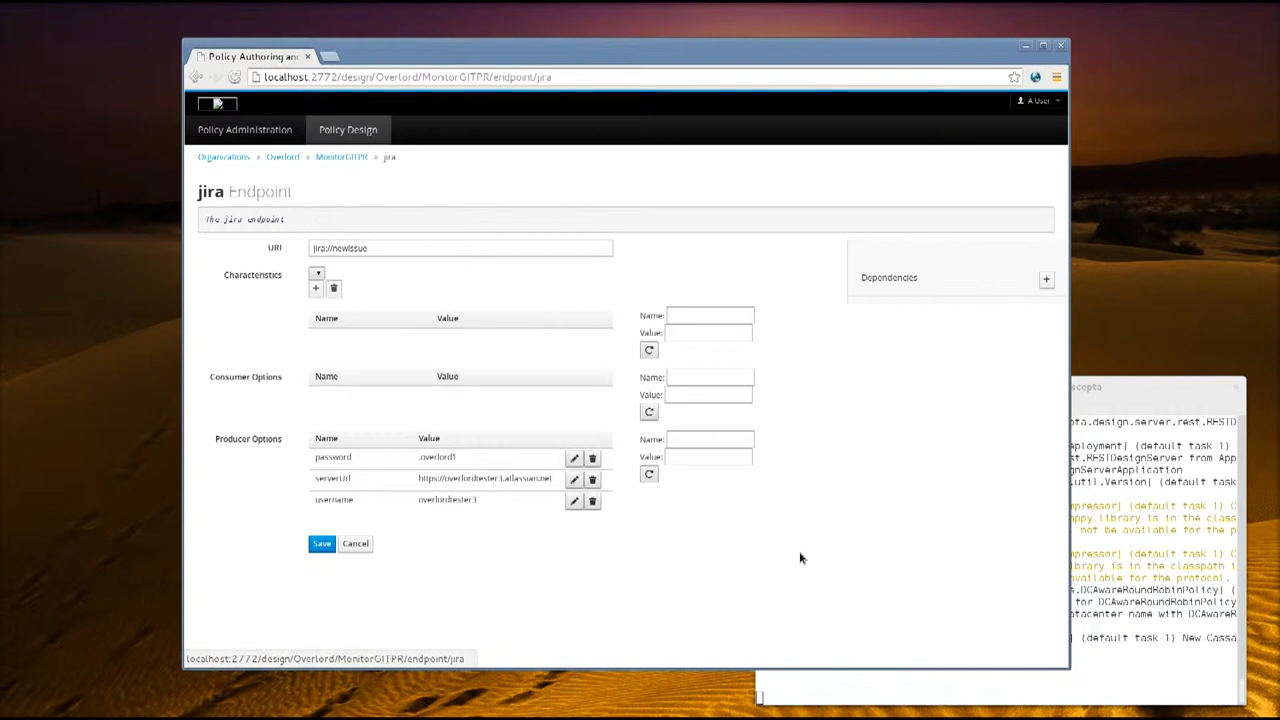 Policy Authoring an
localhost:2772/design/Overlord/MonitorGITPR/endpoint/jira
A User
Policy Administration
Policy Design
Organizations » Overlord » MonitorGITPR » jira
jira Endpoint
The jira endpoint
URI
jira://newissue
Characteristics
Dependencies
+
+
Name Value
Name:
Value:
Consumer Options
Name Value
Name:
Value:
Producer Options
Name Value
Name:
Value:
password .overlord1
serverUrl https://overlordtester3.atlassian.net
username overlordtester3
Save Cancel
localhost:2772/design/Overlord/MonitorGITPR/endpoint/jira
scepta
ta.design.server.rest.RESTD
eployment] (default task-1)
st.RESTDesignServer from App
gnServerApplication
.util.Version] (default task
mpressor] (default task 1) C
appy library is in the class
not be available for the p
mpressor] (default task 1) C
ibrary is in the classpath i
available for the protocol.
s.DCAwareRoundRobinPolicy] (
for DCAwareRoundRobinPolicy
atacenter name with DCAwareR
] (default task-1) New Cassa